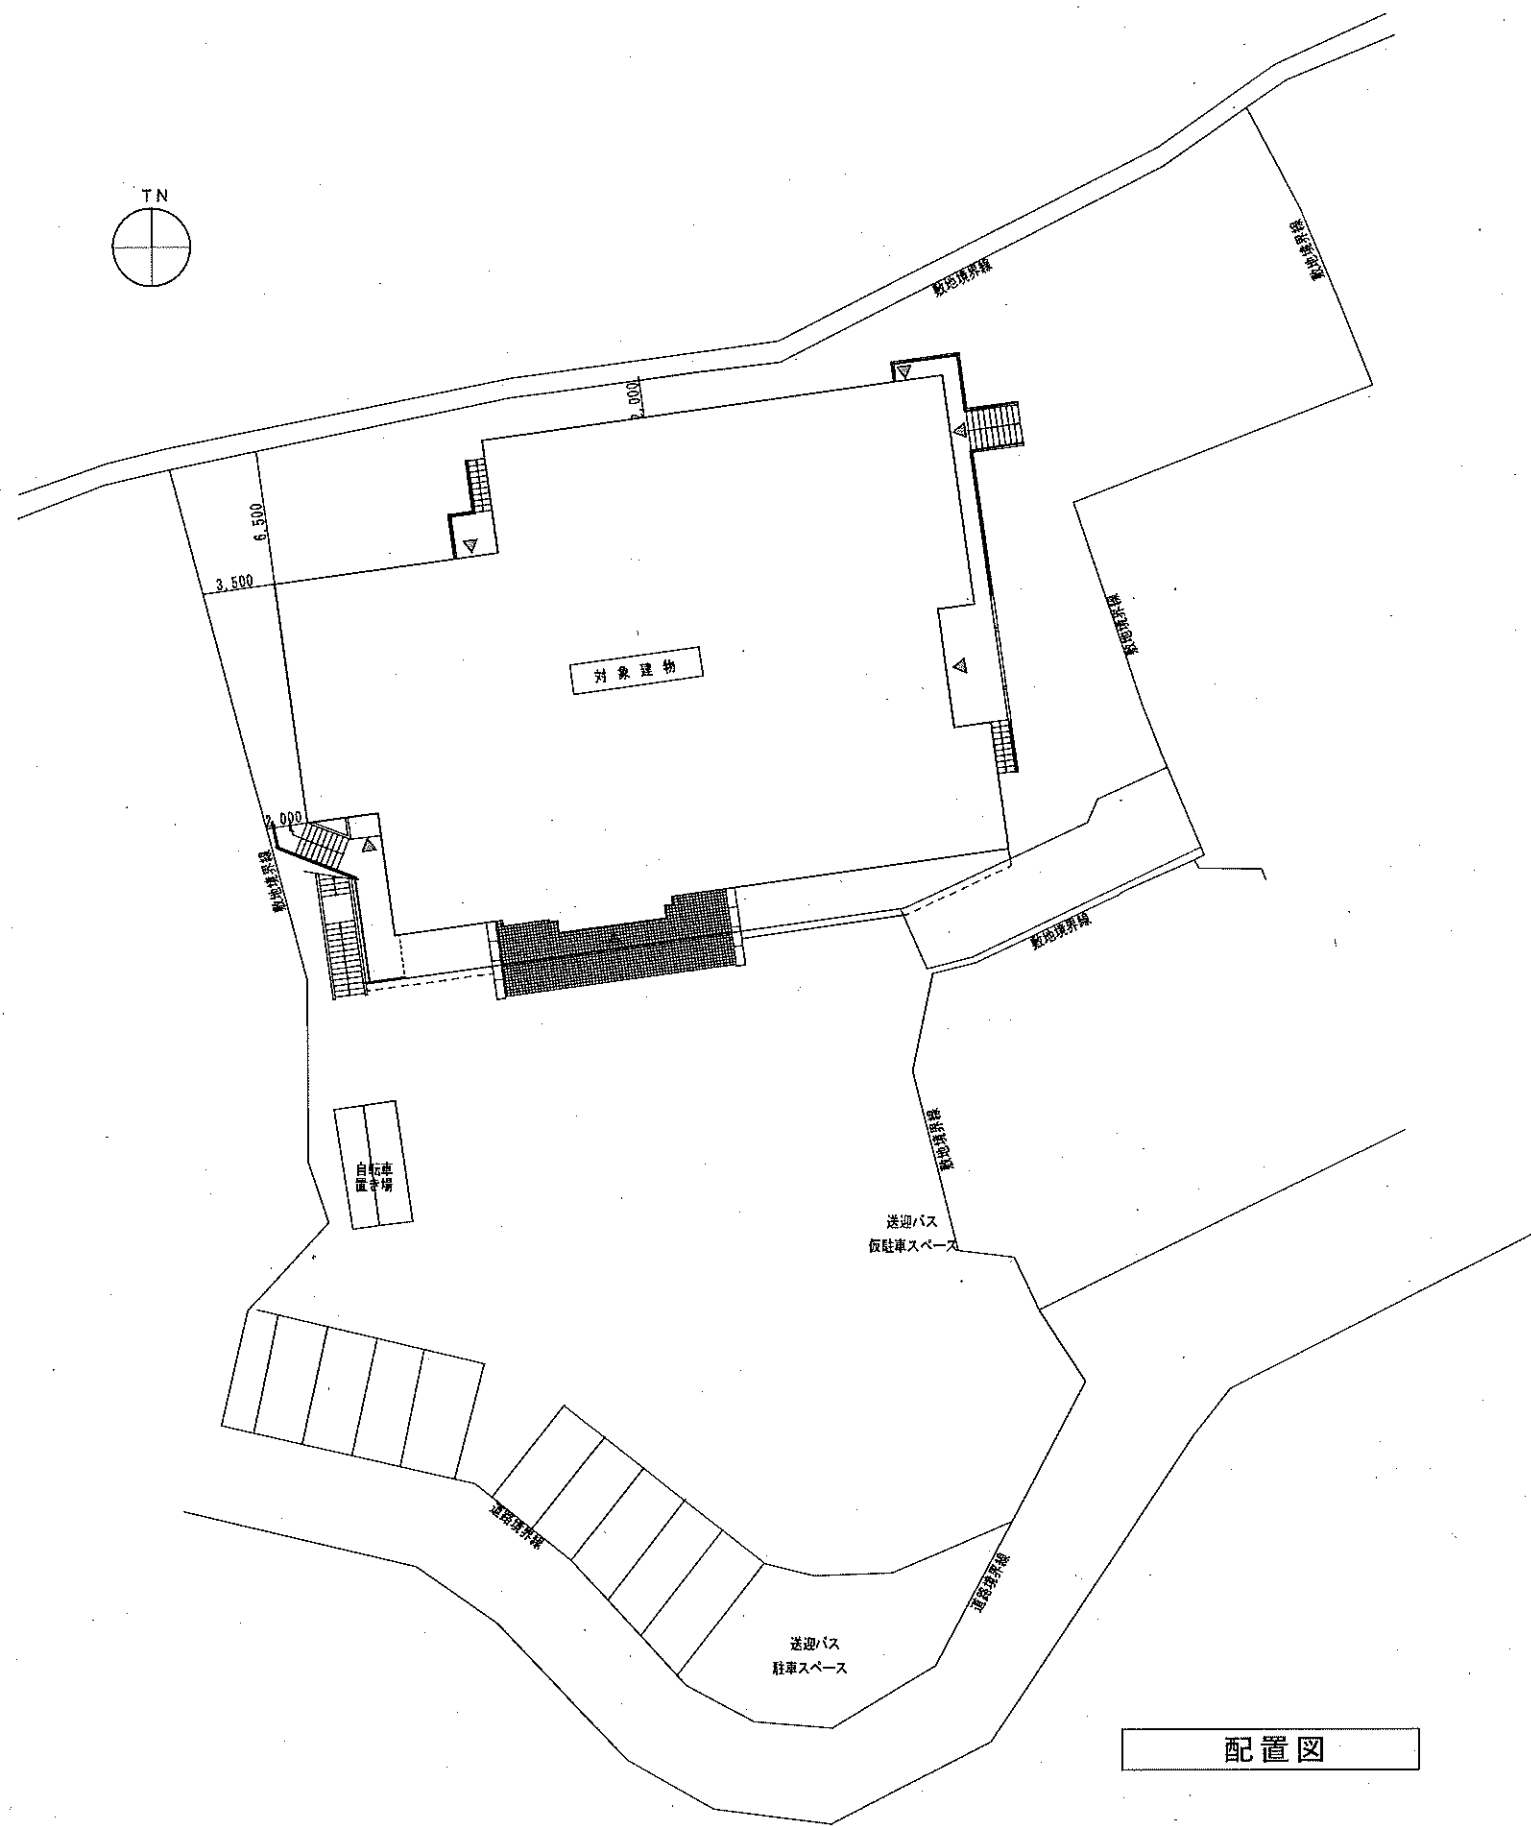 TN
敷地境界線
敷地境界線
2,000
6,500
3,500
敷地境界線
対象建物
2,000
敷地境界線
敷地境界線
敷地境界線
自転車
置き場
送迎バス
仮駐車スペース
道路境界線
道路境界線
送迎バス
駐車スペース
配置図